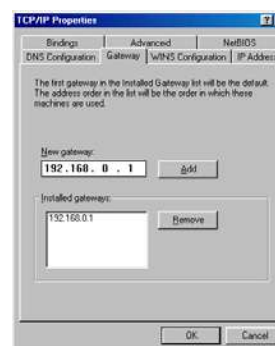 TCP/IP Properties
?
Bindings Advanced NetBIOS
DNS Configuration Gateway WINS Configuration IP Address
The first gateway in the Installed Gateway list will be the default.
The address order in the list will be the order in which these
machines are used.
New gateway:
192.168. 0 . 1 Add
Installed gateways:
192.168.0.1 Remove
OK Cancel